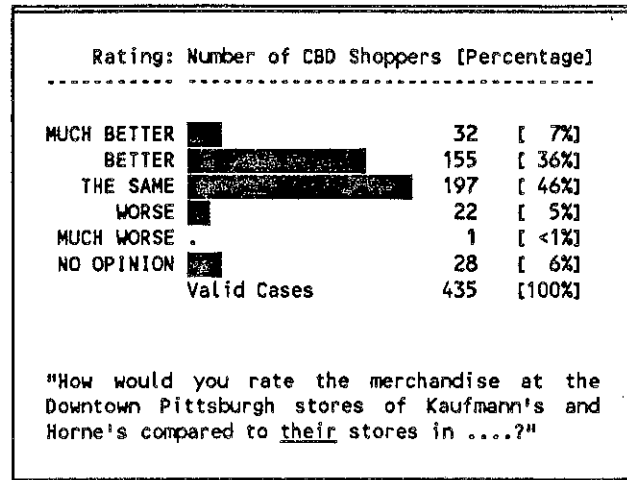 Rating: Number of CBD Shoppers [Percentage]
MUCH BETTER 32 [ 7%]
BETTER 155 [ 36%]
THE SAME 197 [ 46%]
WORSE 22 [ 5%]
MUCH WORSE . 1 [ <1%]
NO OPINION 28 [ 6%]
Valid Cases 435 [100%]
"How would you rate the merchandise at the
Downtown Pittsburgh stores of Kaufmann's and
Horne's compared to their stores in ....?"